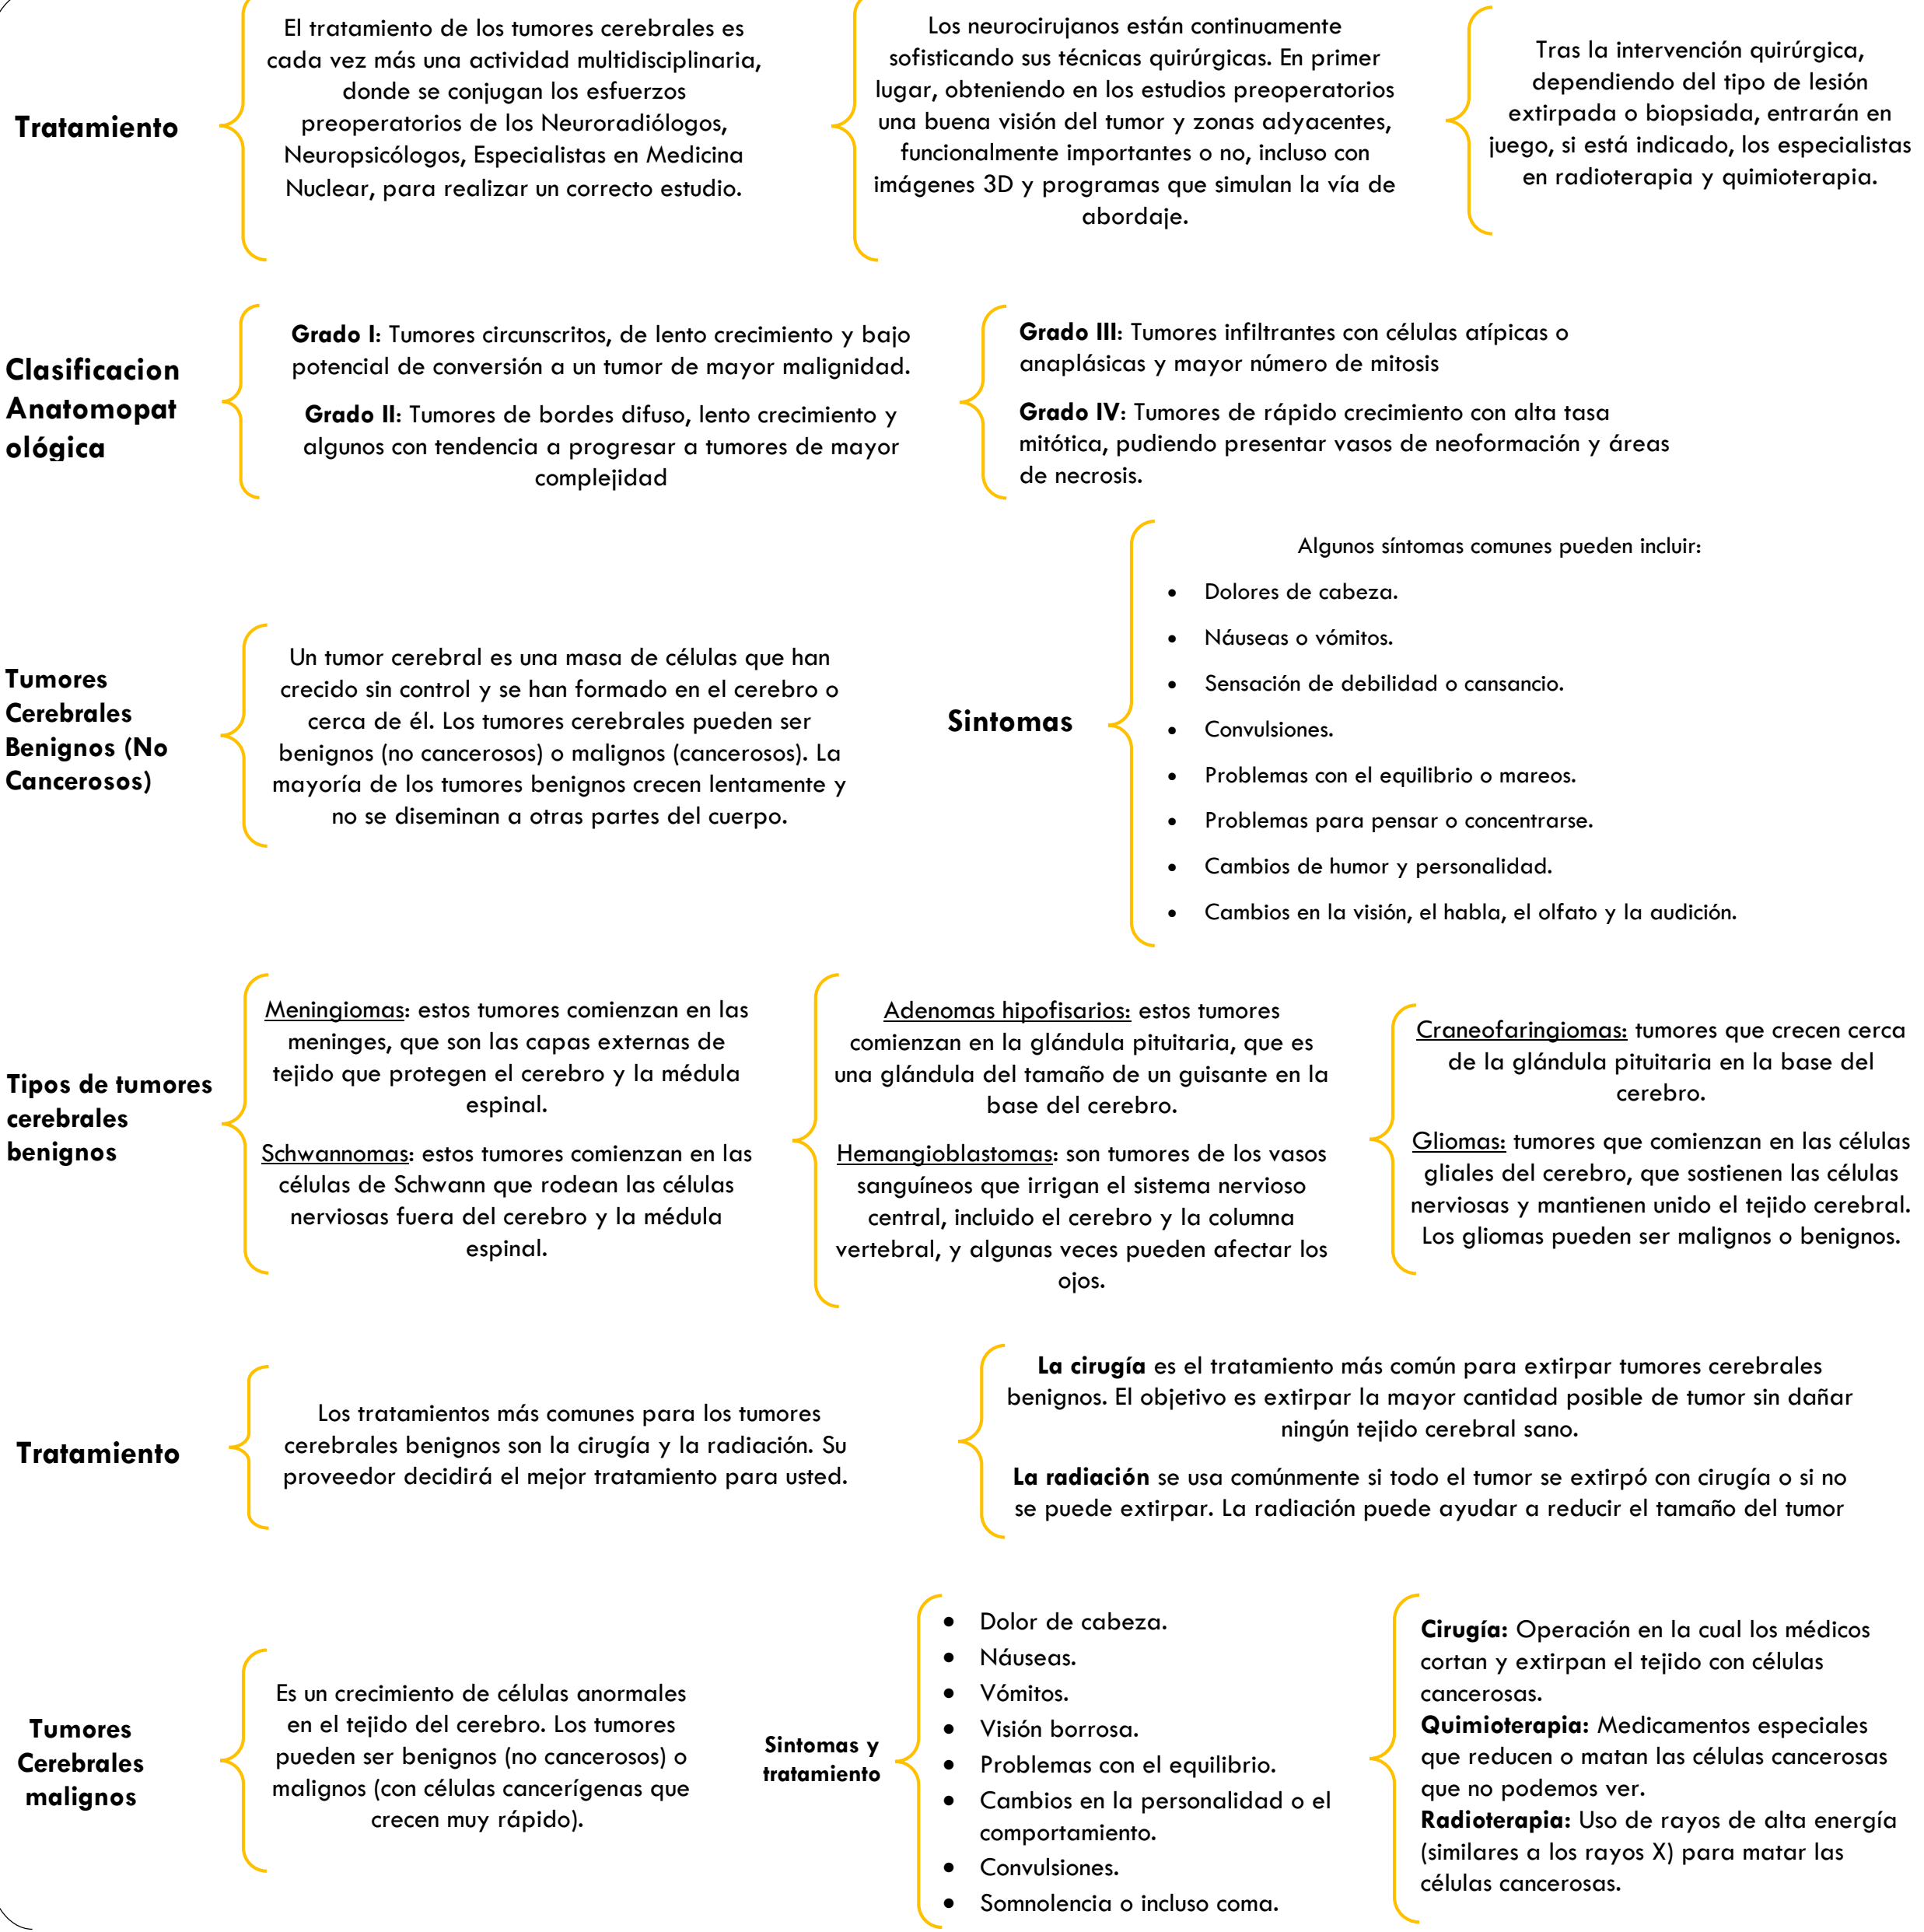 Tratamiento
El tratamiento de los tumores cerebrales es
cada vez más una actividad multidisciplinaria,
donde se conjugan los esfuerzos
preoperatorios de los Neuroradiólogos,
Neuropsicólogos, Especialistas en Medicina
Nuclear, para realizar un correcto estudio.
Los neurocirujanos están continuamente
sofisticando sus técnicas quirúrgicas. En primer
lugar, obteniendo en los estudios preoperatorios
una buena visión del tumor y zonas adyacentes,
funcionalmente importantes o no, incluso con
imágenes 3D y programas que simulan la vía de
abordaje.
Tras la intervención quirúrgica,
dependiendo del tipo de lesión
extirpada o biopsiada, entrarán en
juego, si está indicado, los especialistas
en radioterapia y quimioterapia.
Clasificacion
Anatomopat
ológica
Grado I: Tumores circunscritos, de lento crecimiento y bajo
potencial de conversión a un tumor de mayor malignidad.
Grado II: Tumores de bordes difuso, lento crecimiento y
algunos con tendencia a progresar a tumores de mayor
complejidad
Grado III: Tumores infiltrantes con células atípicas o
anaplásicas y mayor número de mitosis
Grado IV: Tumores de rápido crecimiento con alta tasa
mitótica, pudiendo presentar vasos de neoformación y áreas
de necrosis.
Tumores
Cerebrales
Benignos (No
Cancerosos)
Un tumor cerebral es una masa de células que han
crecido sin control y se han formado en el cerebro o
cerca de él. Los tumores cerebrales pueden ser
benignos (no cancerosos) o malignos (cancerosos). La
mayoría de los tumores benignos crecen lentamente y
no se diseminan a otras partes del cuerpo.
Sintomas
Algunos síntomas comunes pueden incluir:
• Dolores de cabeza.
• Náuseas o vómitos.
• Sensación de debilidad o cansancio.
• Convulsiones.
• Problemas con el equilibrio o mareos.
• Problemas para pensar o concentrarse.
• Cambios de humor y personalidad.
• Cambios en la visión, el habla, el olfato y la audición.
Tipos de tumores
cerebrales
benignos
Meningiomas: estos tumores comienzan en las
meninges, que son las capas externas de
tejido que protegen el cerebro y la médula
espinal.
Schwannomas: estos tumores comienzan en las
células de Schwann que rodean las células
nerviosas fuera del cerebro y la médula
espinal.
Adenomas hipofisarios: estos tumores
comienzan en la glándula pituitaria, que es
una glándula del tamaño de un guisante en la
base del cerebro.
Hemangioblastomas: son tumores de los vasos
sanguíneos que irrigan el sistema nervioso
central, incluido el cerebro y la columna
vertebral, y algunas veces pueden afectar los
ojos.
Craneofaringiomas: tumores que crecen cerca
de la glándula pituitaria en la base del
cerebro.
Gliomas: tumores que comienzan en las células
gliales del cerebro, que sostienen las células
nerviosas y mantienen unido el tejido cerebral.
Los gliomas pueden ser malignos o benignos.
Tratamiento
Los tratamientos más comunes para los tumores
cerebrales benignos son la cirugía y la radiación. Su
proveedor decidirá el mejor tratamiento para usted.
La cirugía es el tratamiento más común para extirpar tumores cerebrales
benignos. El objetivo es extirpar la mayor cantidad posible de tumor sin dañar
ningún tejido cerebral sano.
La radiación se usa comúnmente si todo el tumor se extirpó con cirugía o si no
se puede extirpar. La radiación puede ayudar a reducir el tamaño del tumor
Tumores
Cerebrales
malignos
Es un crecimiento de células anormales
en el tejido del cerebro. Los tumores
pueden ser benignos (no cancerosos) o
malignos (con células cancerígenas que
crecen muy rápido).
Sintomas y
tratamiento
• Dolor de cabeza.
• Náuseas.
• Vómitos.
• Visión borrosa.
• Problemas con el equilibrio.
• Cambios en la personalidad o el
comportamiento.
• Convulsiones.
• Somnolencia o incluso coma.
Cirugía: Operación en la cual los médicos
cortan y extirpan el tejido con células
cancerosas.
Quimioterapia: Medicamentos especiales
que reducen o matan las células cancerosas
que no podemos ver.
Radioterapia: Uso de rayos de alta energía
(similares a los rayos X) para matar las
células cancerosas.